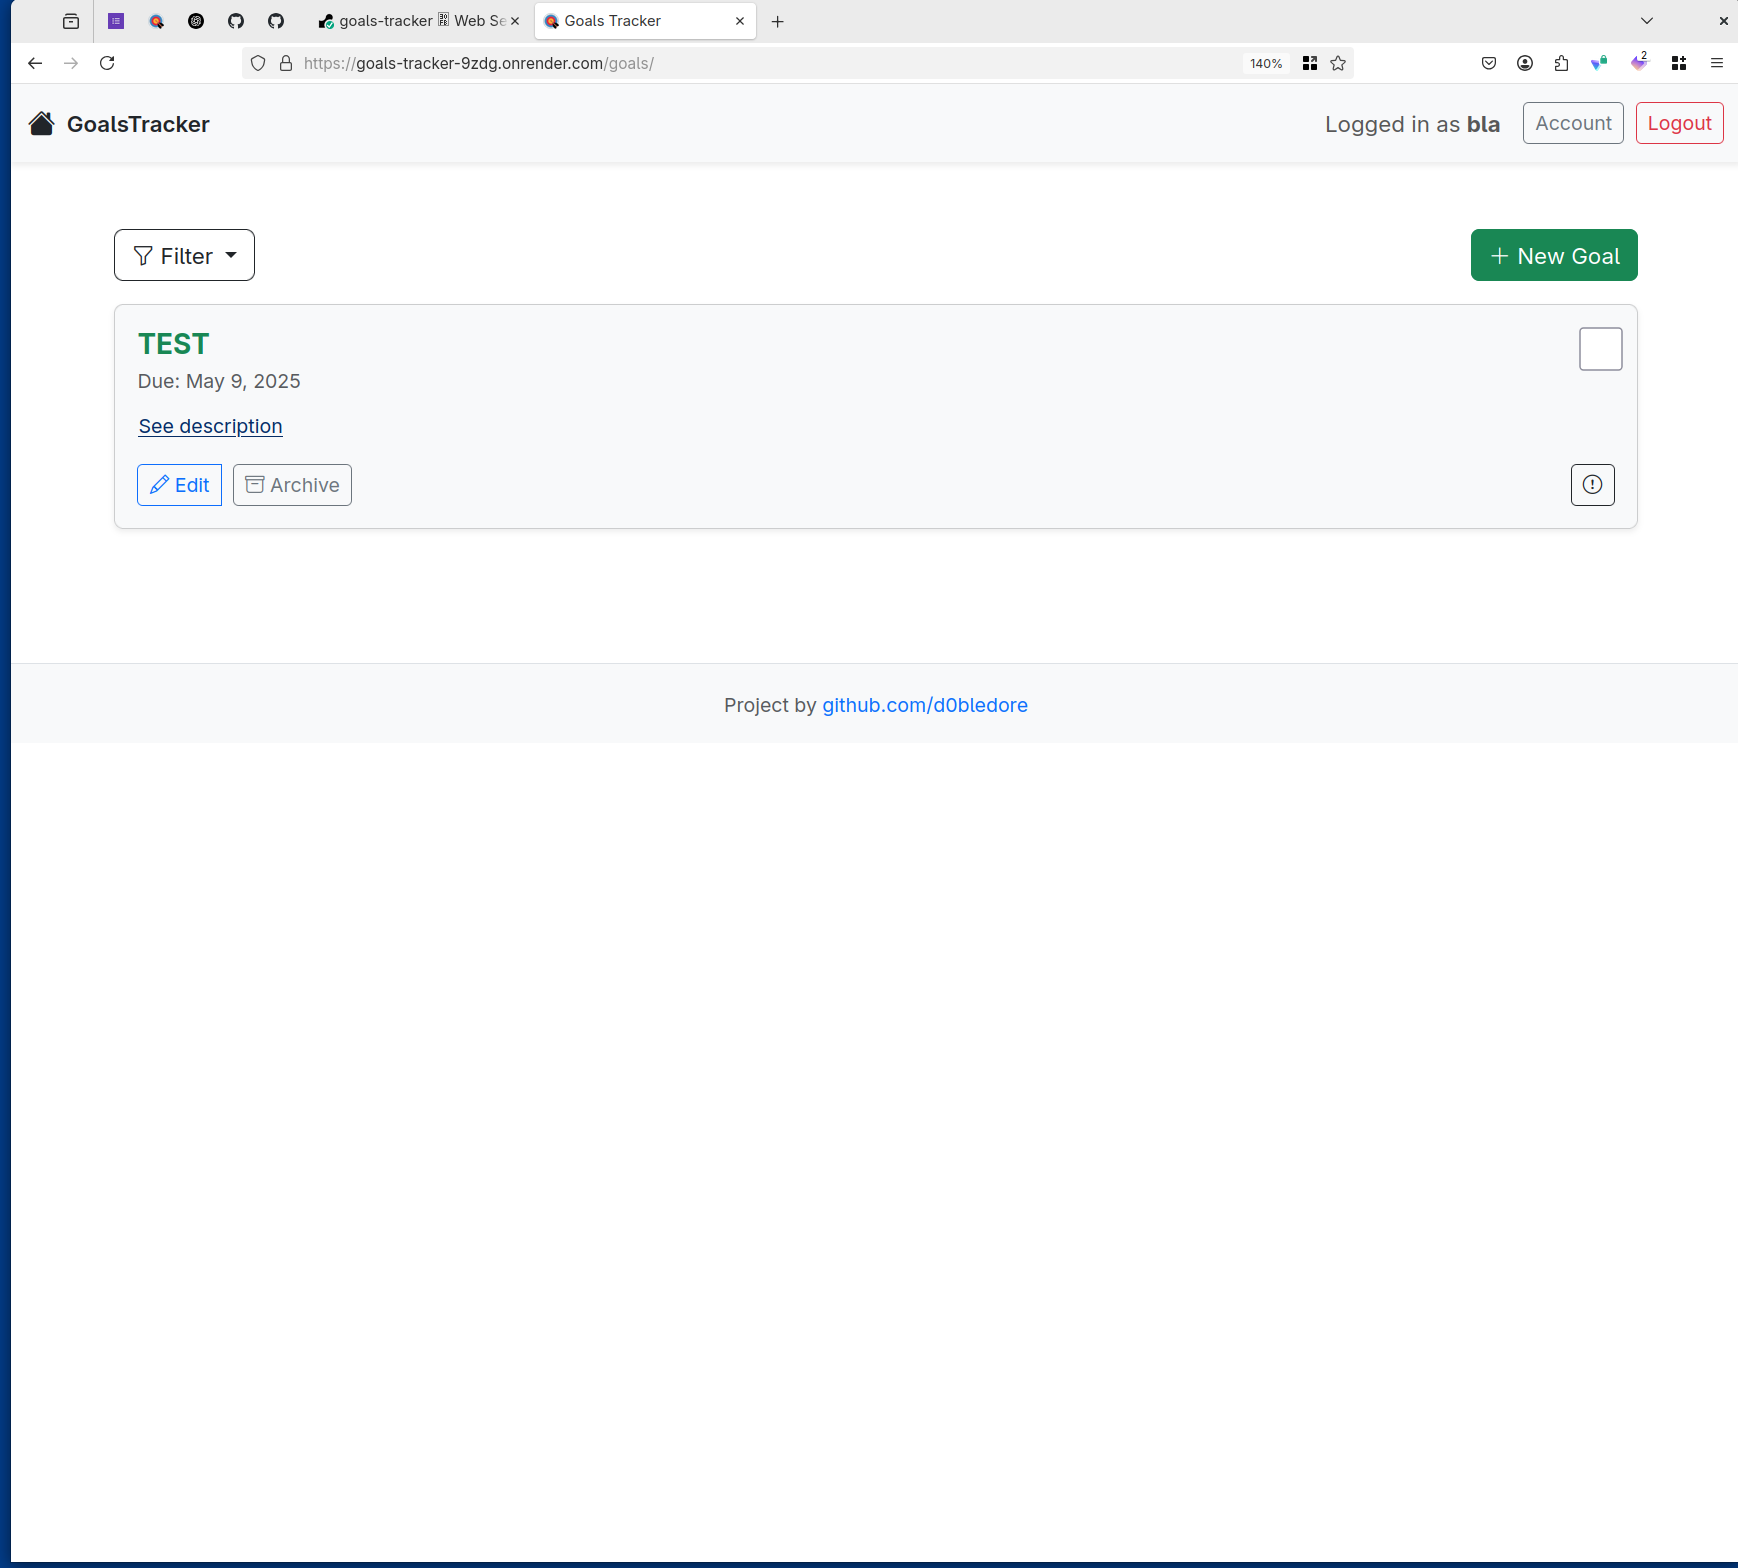 goals-tracker Web Se
Goals Tracker
https://goals-tracker-9zdg.onrender.com/goals/
140%
2
GoalsTracker
Logged in as bla
Account
Logout
Filter
+ New Goal
TEST
Due: May 9, 2025
See description
Edit
Archive
Project by github.com/d0bledore